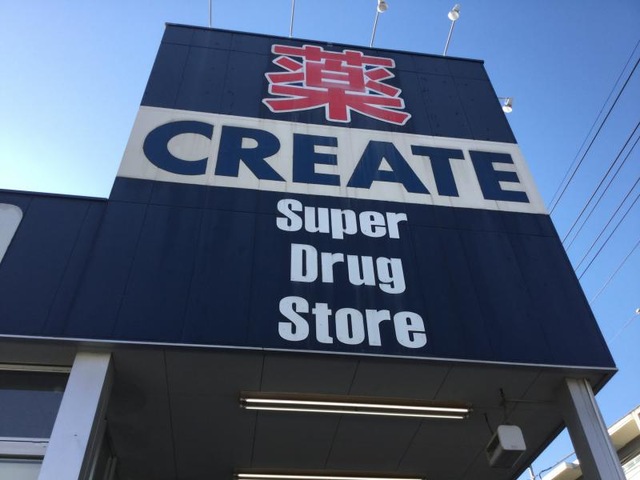 薬
CREATE
Super
Drug
Store